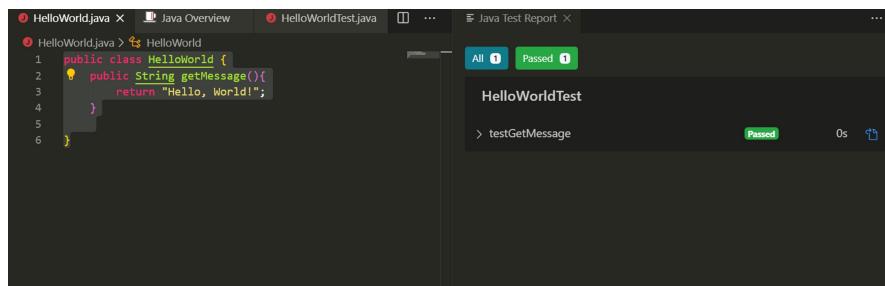 HelloWorld.java
Java Overview
HelloWorldTest.java
HelloWorld.java > HelloWorld
1 public class HelloWorld {
2 public String getMessage(){
3 return "Hello, World!";
4 }
5
6 }
Java Test Report
All 1 Passed 1
HelloWorldTest
testGetMessage Passed 0s